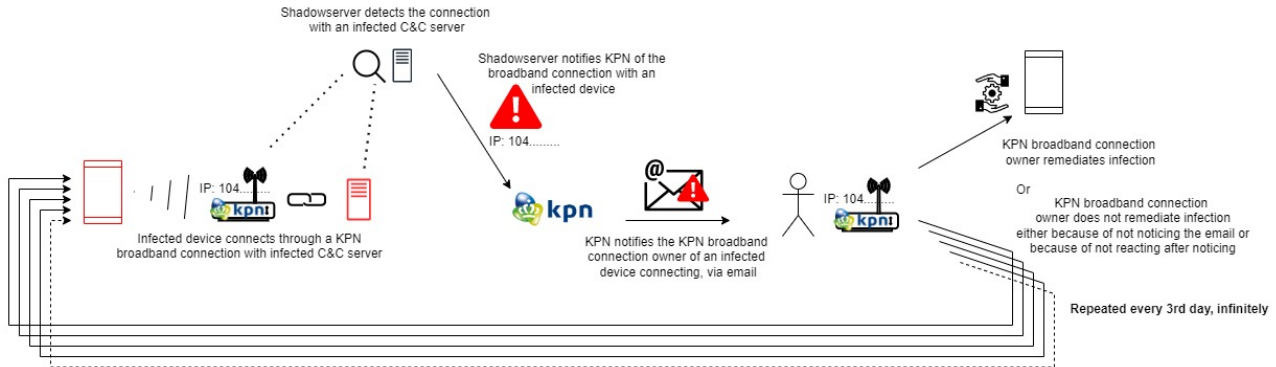 Shadowserver detects the connection
with an infected C&C server
Shadowserver notifies KPN of the
broadband connection with an
infected device
IP: 104.........
IP: 104.........
kpn
Infected device connects through a KPN
broadband connection with infected C&C server
kpn
@
KPN notifies the KPN broadband
connection owner of an infected
device connecting, via email
IP: 104.........
kpn
KPN broadband connection
owner remediates infection
Or
KPN broadband connection
owner does not remediate infection
either because of not noticing the email or
because of not reacting after noticing
Repeated every 3rd day, infinitely